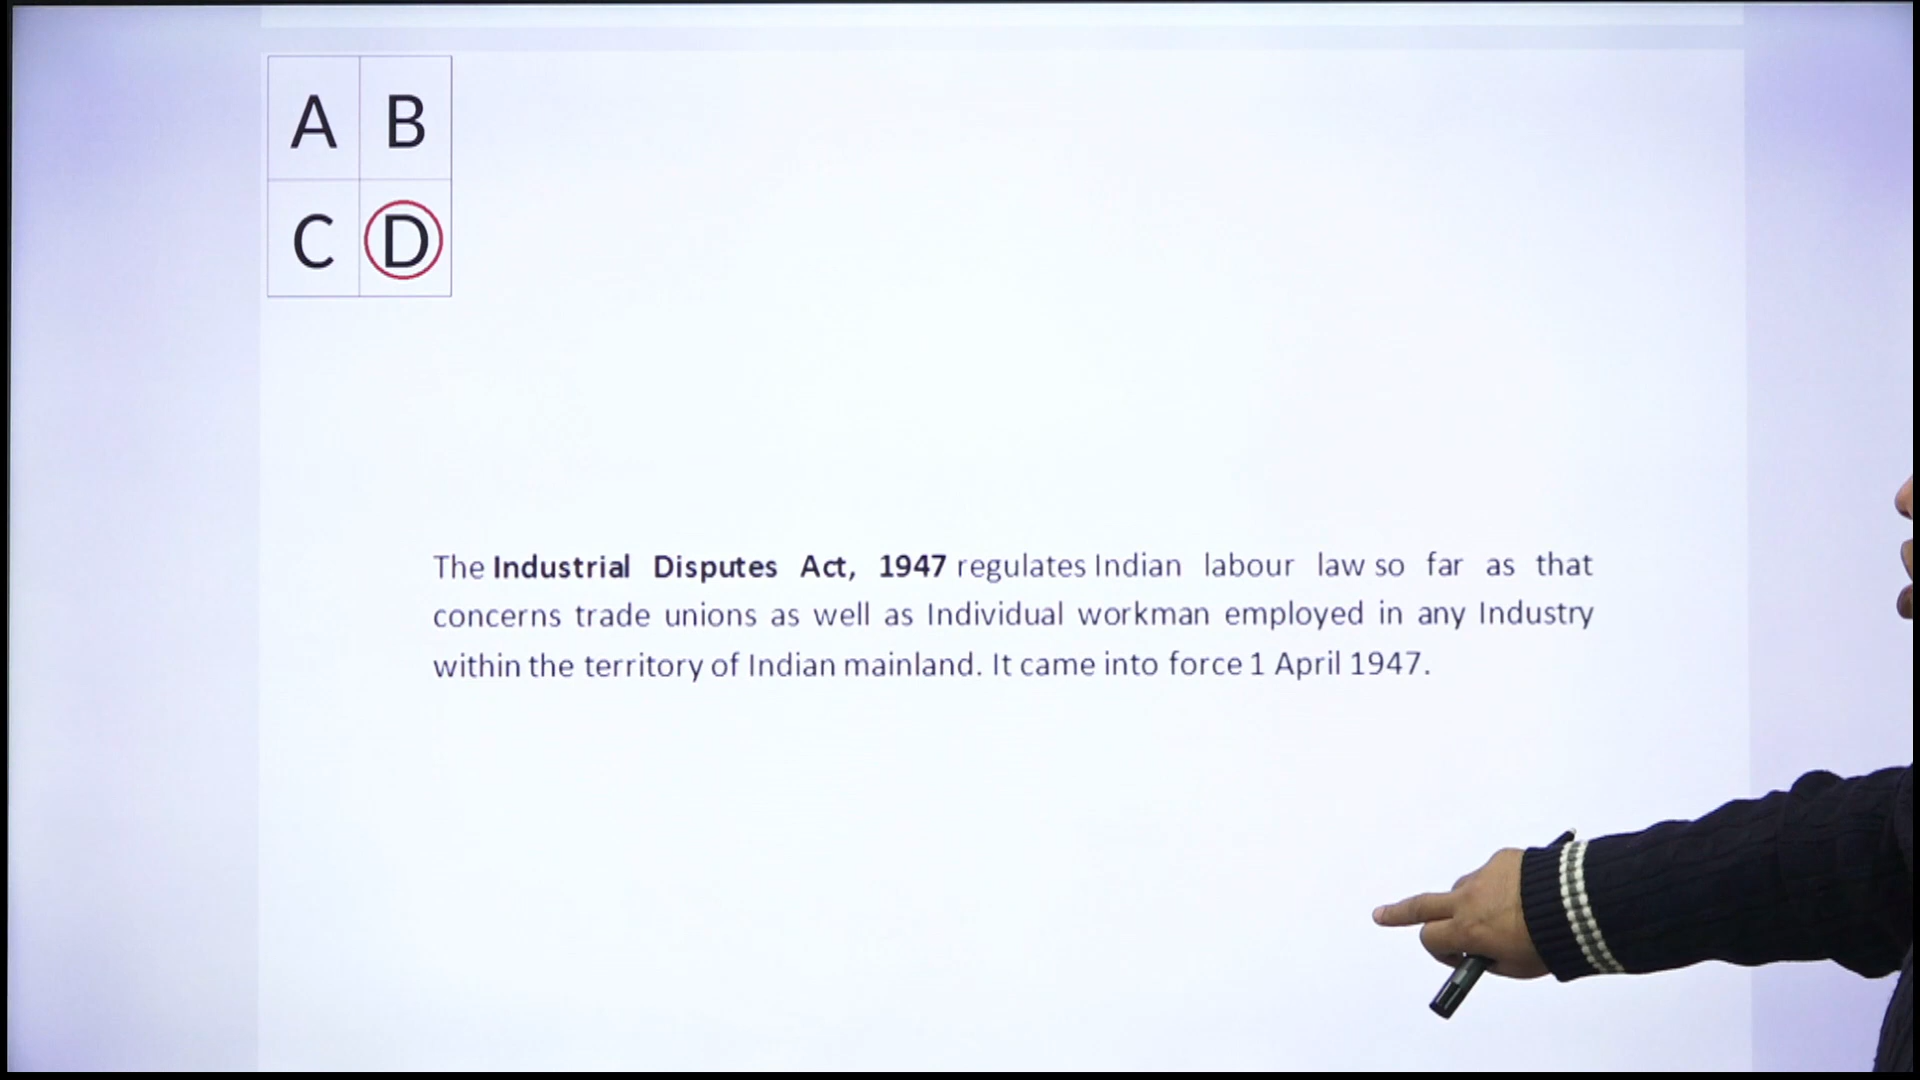 A B
C D
The Industrial Disputes Act, 1947 regulates Indian labour law so far as that
concerns trade unions as well as Individual workman employed in any Industry
within the territory of Indian mainland. It came into force 1 April 1947.